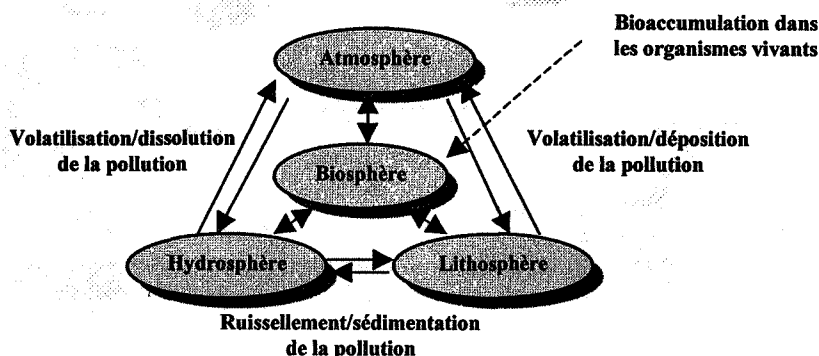 Bioaccumulation dans
les organismes vivants
Atmosphère
Volatilisation/dissolution
de la pollution
Volatilisation/déposition
de la pollution
Biosphère
Hydrosphère
Lithosphère
Ruissellement/sédimentation
de la pollution